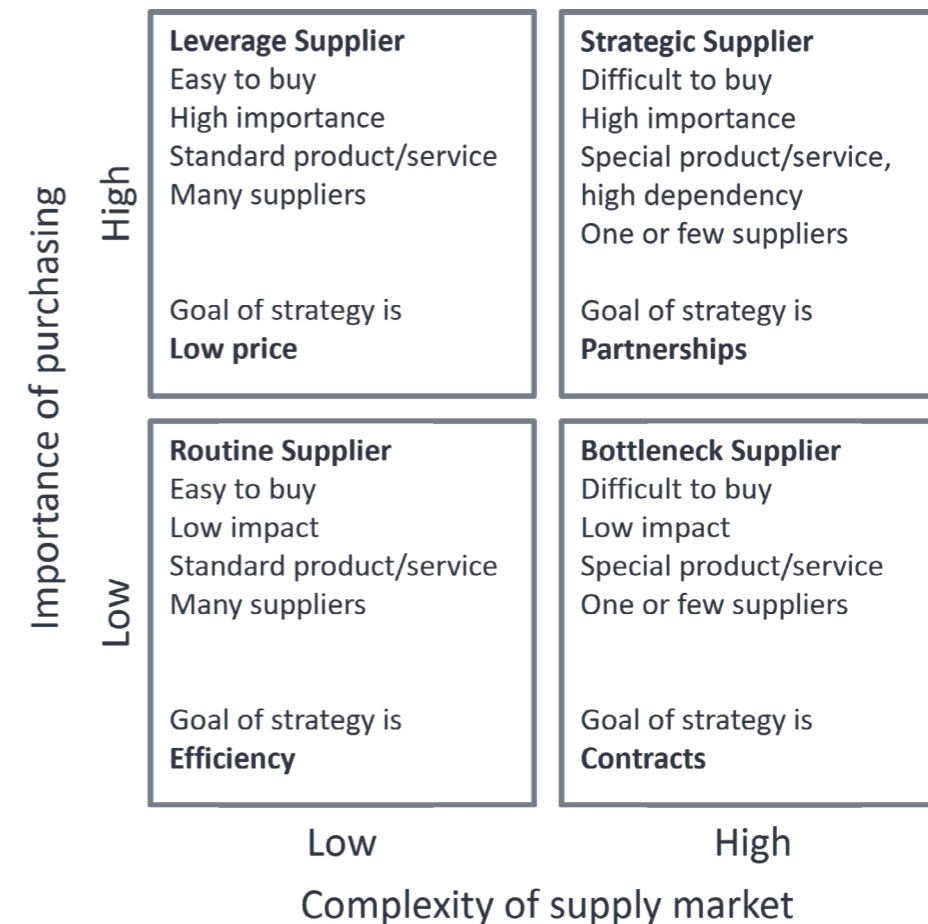 Leverage Supplier
Easy to buy
High importance
Standard product/service
Many suppliers
Goal of strategy is
Low price
Strategic Supplier
Difficult to buy
High importance
Special product/service,
high dependency
One or few suppliers
Goal of strategy is
Partnerships
Importance of purchasing
High
Low
Routine Supplier
Easy to buy
Low impact
Standard product/service
Many suppliers
Goal of strategy is
Efficiency
Bottleneck Supplier
Difficult to buy
Low impact
Special product/service
One or few suppliers
Goal of strategy is
Contracts
Low
High
Complexity of supply market